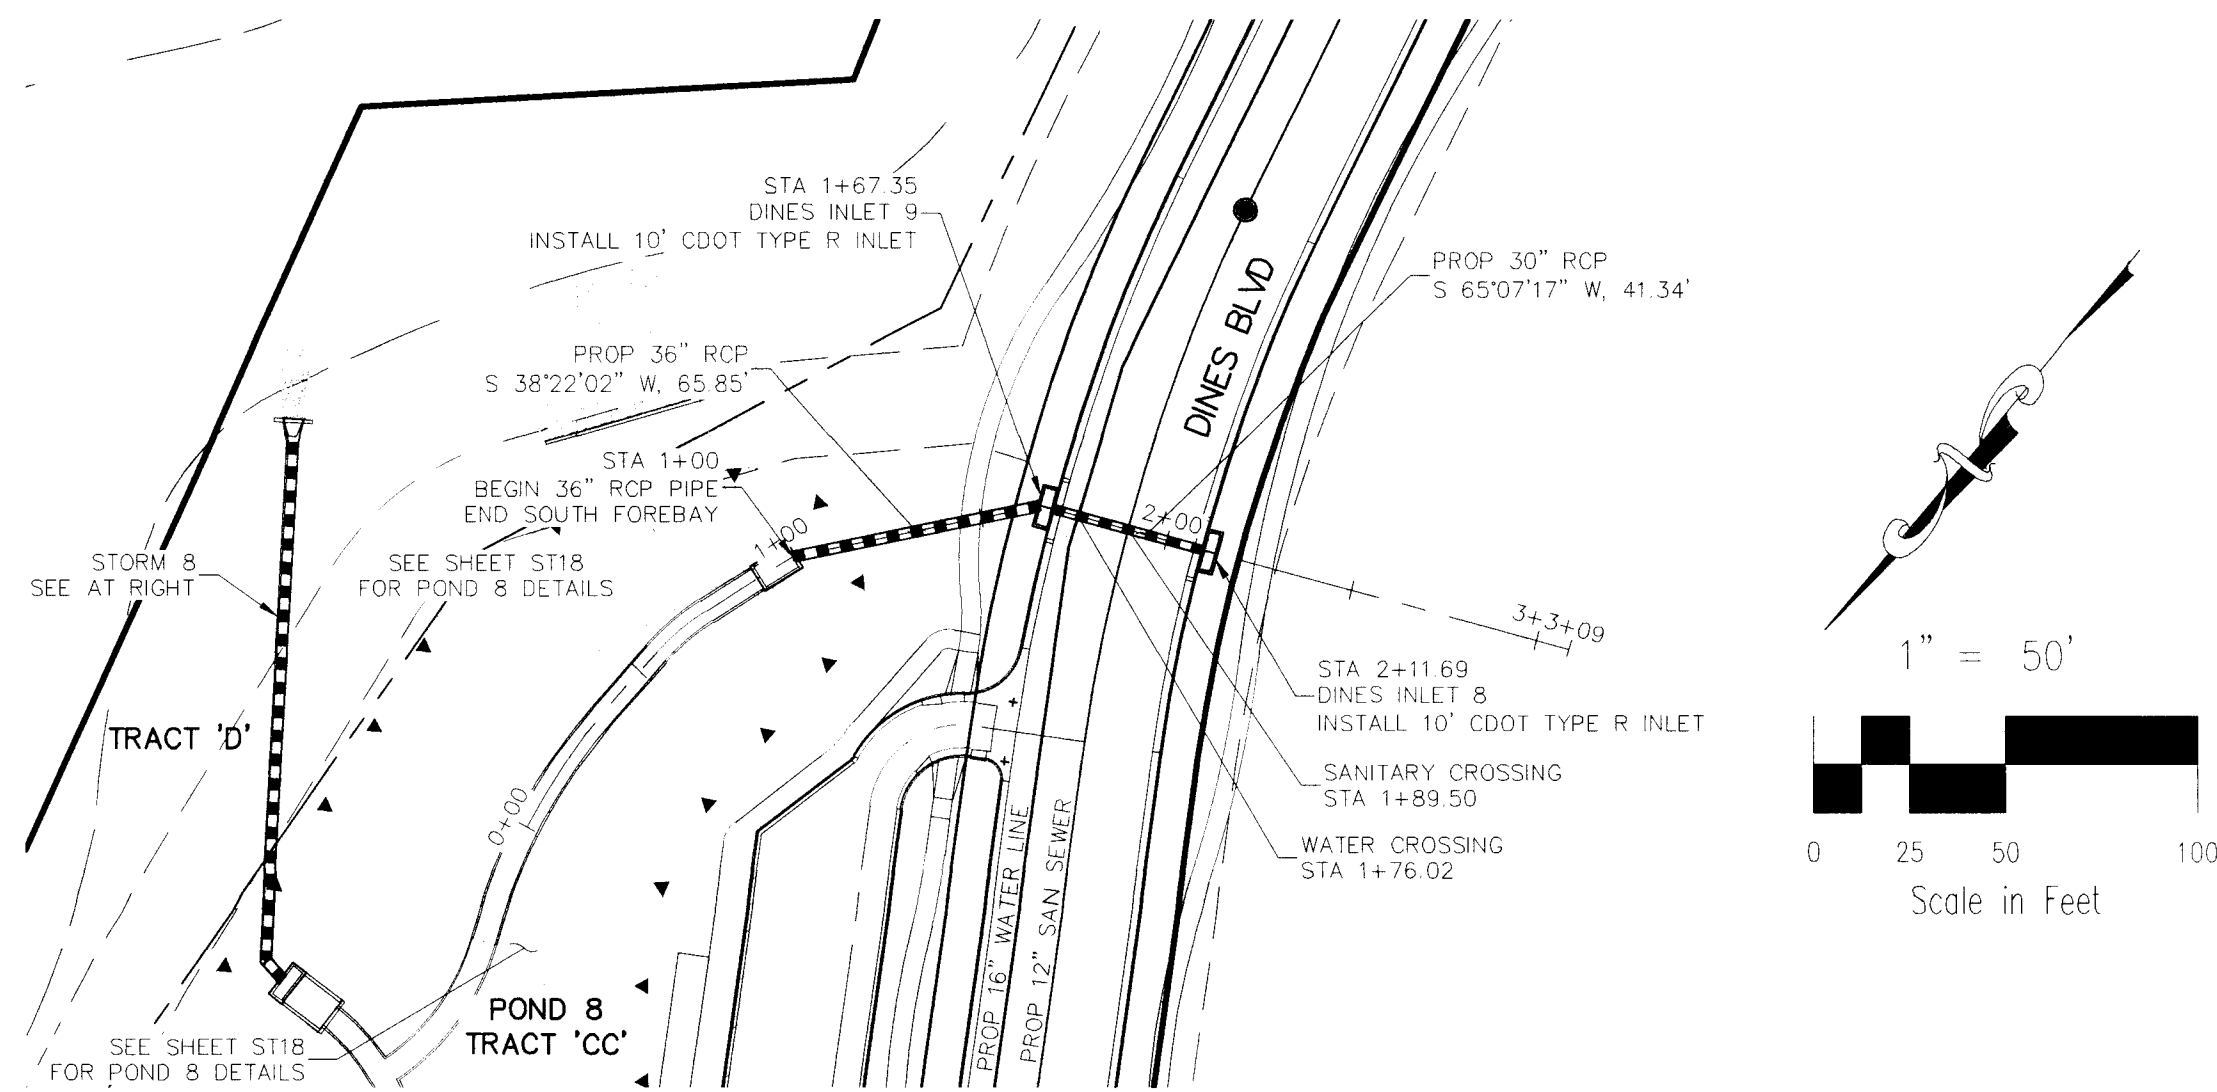 STA 1+67.35
DINES INLET 9
INSTALL 10' CDOT TYPE R INLET
PROP 30" RCP
S 65°07'17" W, 41.34'
DINES BLVD
PROP 36" RCP
S 38°22'02" W, 65.85'
STA 1+00
BEGIN 36" RCP PIPE
END SOUTH FOREBAY
1+00
2+00
STORM 8
SEE AT RIGHT
SEE SHEET ST18
FOR POND 8 DETAILS
3+3+09
STA 2+11.69
DINES INLET 8
INSTALL 10' CDOT TYPE R INLET
SANITARY CROSSING
STA 1+89.50
WATER CROSSING
STA 1+76.02
TRACT 'D'
0+00
PROP 16" WATER LINE
PROP 12" SAN SEWER
POND 8
TRACT 'CC'
SEE SHEET ST18
FOR POND 8 DETAILS
1" = 50'
0 25 50 100
Scale in Feet